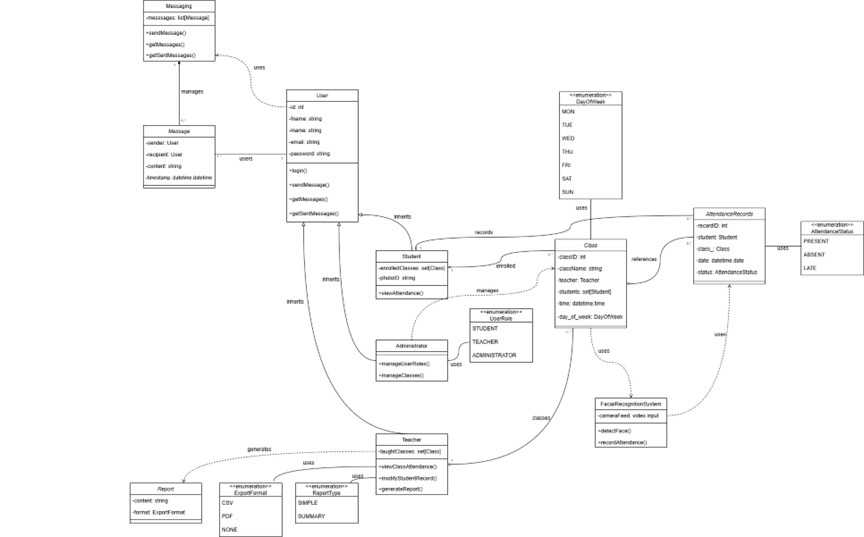 Messaging
-messsages: list[Message]
+sendMessage()
+getMessages()
+getSentMessages()
uses
manages
Message
-sender: User
-recipient: User
-content: string
-timestamp: datetime.datetime
users
User
-id: int
-fname: string
-lname: string
-email: string
-password: string
+login()
+sendMessage()
+getMessages()
+getSentMessages()
inherits
inherits
inherits
<<enumeration>>
DayOfWeek
MON
TUE
WED
THU
FRI
SAT
SUN
uses
AttendanceRecords
-recordID: int
-student: Student
-class_: Class
-date: datetime.date
-status: AttendanceStatus
uses
<<enumeration>>
AttendanceStatus
PRESENT
ABSENT
LATE
records
Student
-enrolledClasses: set[Class]
-photoID: string
+viewAttendance()
enrolled
Class
-classID: int
-className: string
-teacher: Teacher
-students: set[Student]
-time: datetime.time
-day_of_week: DayOfWeek
references
manages
uses
uses
Administrator
+manageUserRoles()
+manageClasses()
uses
<<enumeration>>
UserRole
STUDENT
TEACHER
ADMINISTRATOR
FacialRecognitionSystem
-cameraFeed: video input
+detectFace()
+recordAttendance()
classes
Teacher
-taughtClasses: set[Class]
+viewClassAttendance()
+modifyStudentRecord()
+generateReport()
generates
uses
uses
Report
-content: string
-format: ExportFormat
<<enumeration>>
ExportFormat
CSV
PDF
NONE
<<enumeration>>
ReportType
SIMPLE
SUMMARY